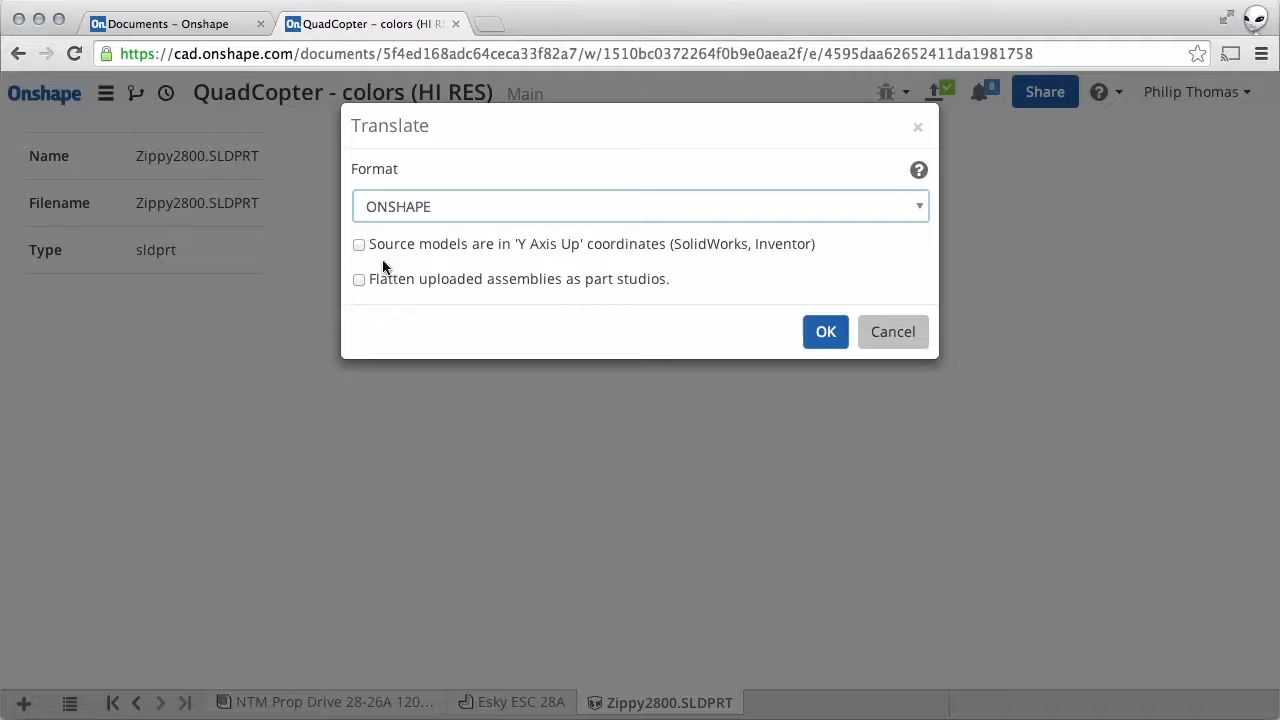 Documents – Onshape
QuadCopter – colors (HI RE
https://cad.onshape.com/documents/5f4ed168adc64ceca33f82a7/w/1510bc0372264f0b9e0aea2f/e/4595daa62652411da1981758
Onshape QuadCopter - colors (HI RES) Main 8 Share ? Philip Thomas
Translate ×
Name Zippy2800.SLDPRT
Format ?
Filename Zippy2800.SLDPRT
ONSHAPE
Type sldprt
Source models are in 'Y Axis Up' coordinates (SolidWorks, Inventor)
Flatten uploaded assemblies as part studios.
OK Cancel
NTM Prop Drive 28-26A 120... Esky ESC 28A Zippy2800.SLDPRT